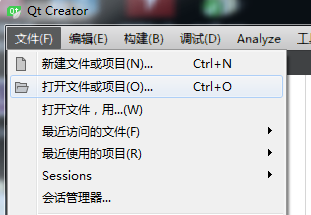 Qt Creator
文件(F) 编辑(E) 构建(B) 调试(D) Analyze
新建文件或项目(N)... Ctrl+N
打开文件或项目(O)... Ctrl+O
打开文件，用...(W)
最近访问的文件(F)
最近使用的项目(R)
Sessions
会话管理器...